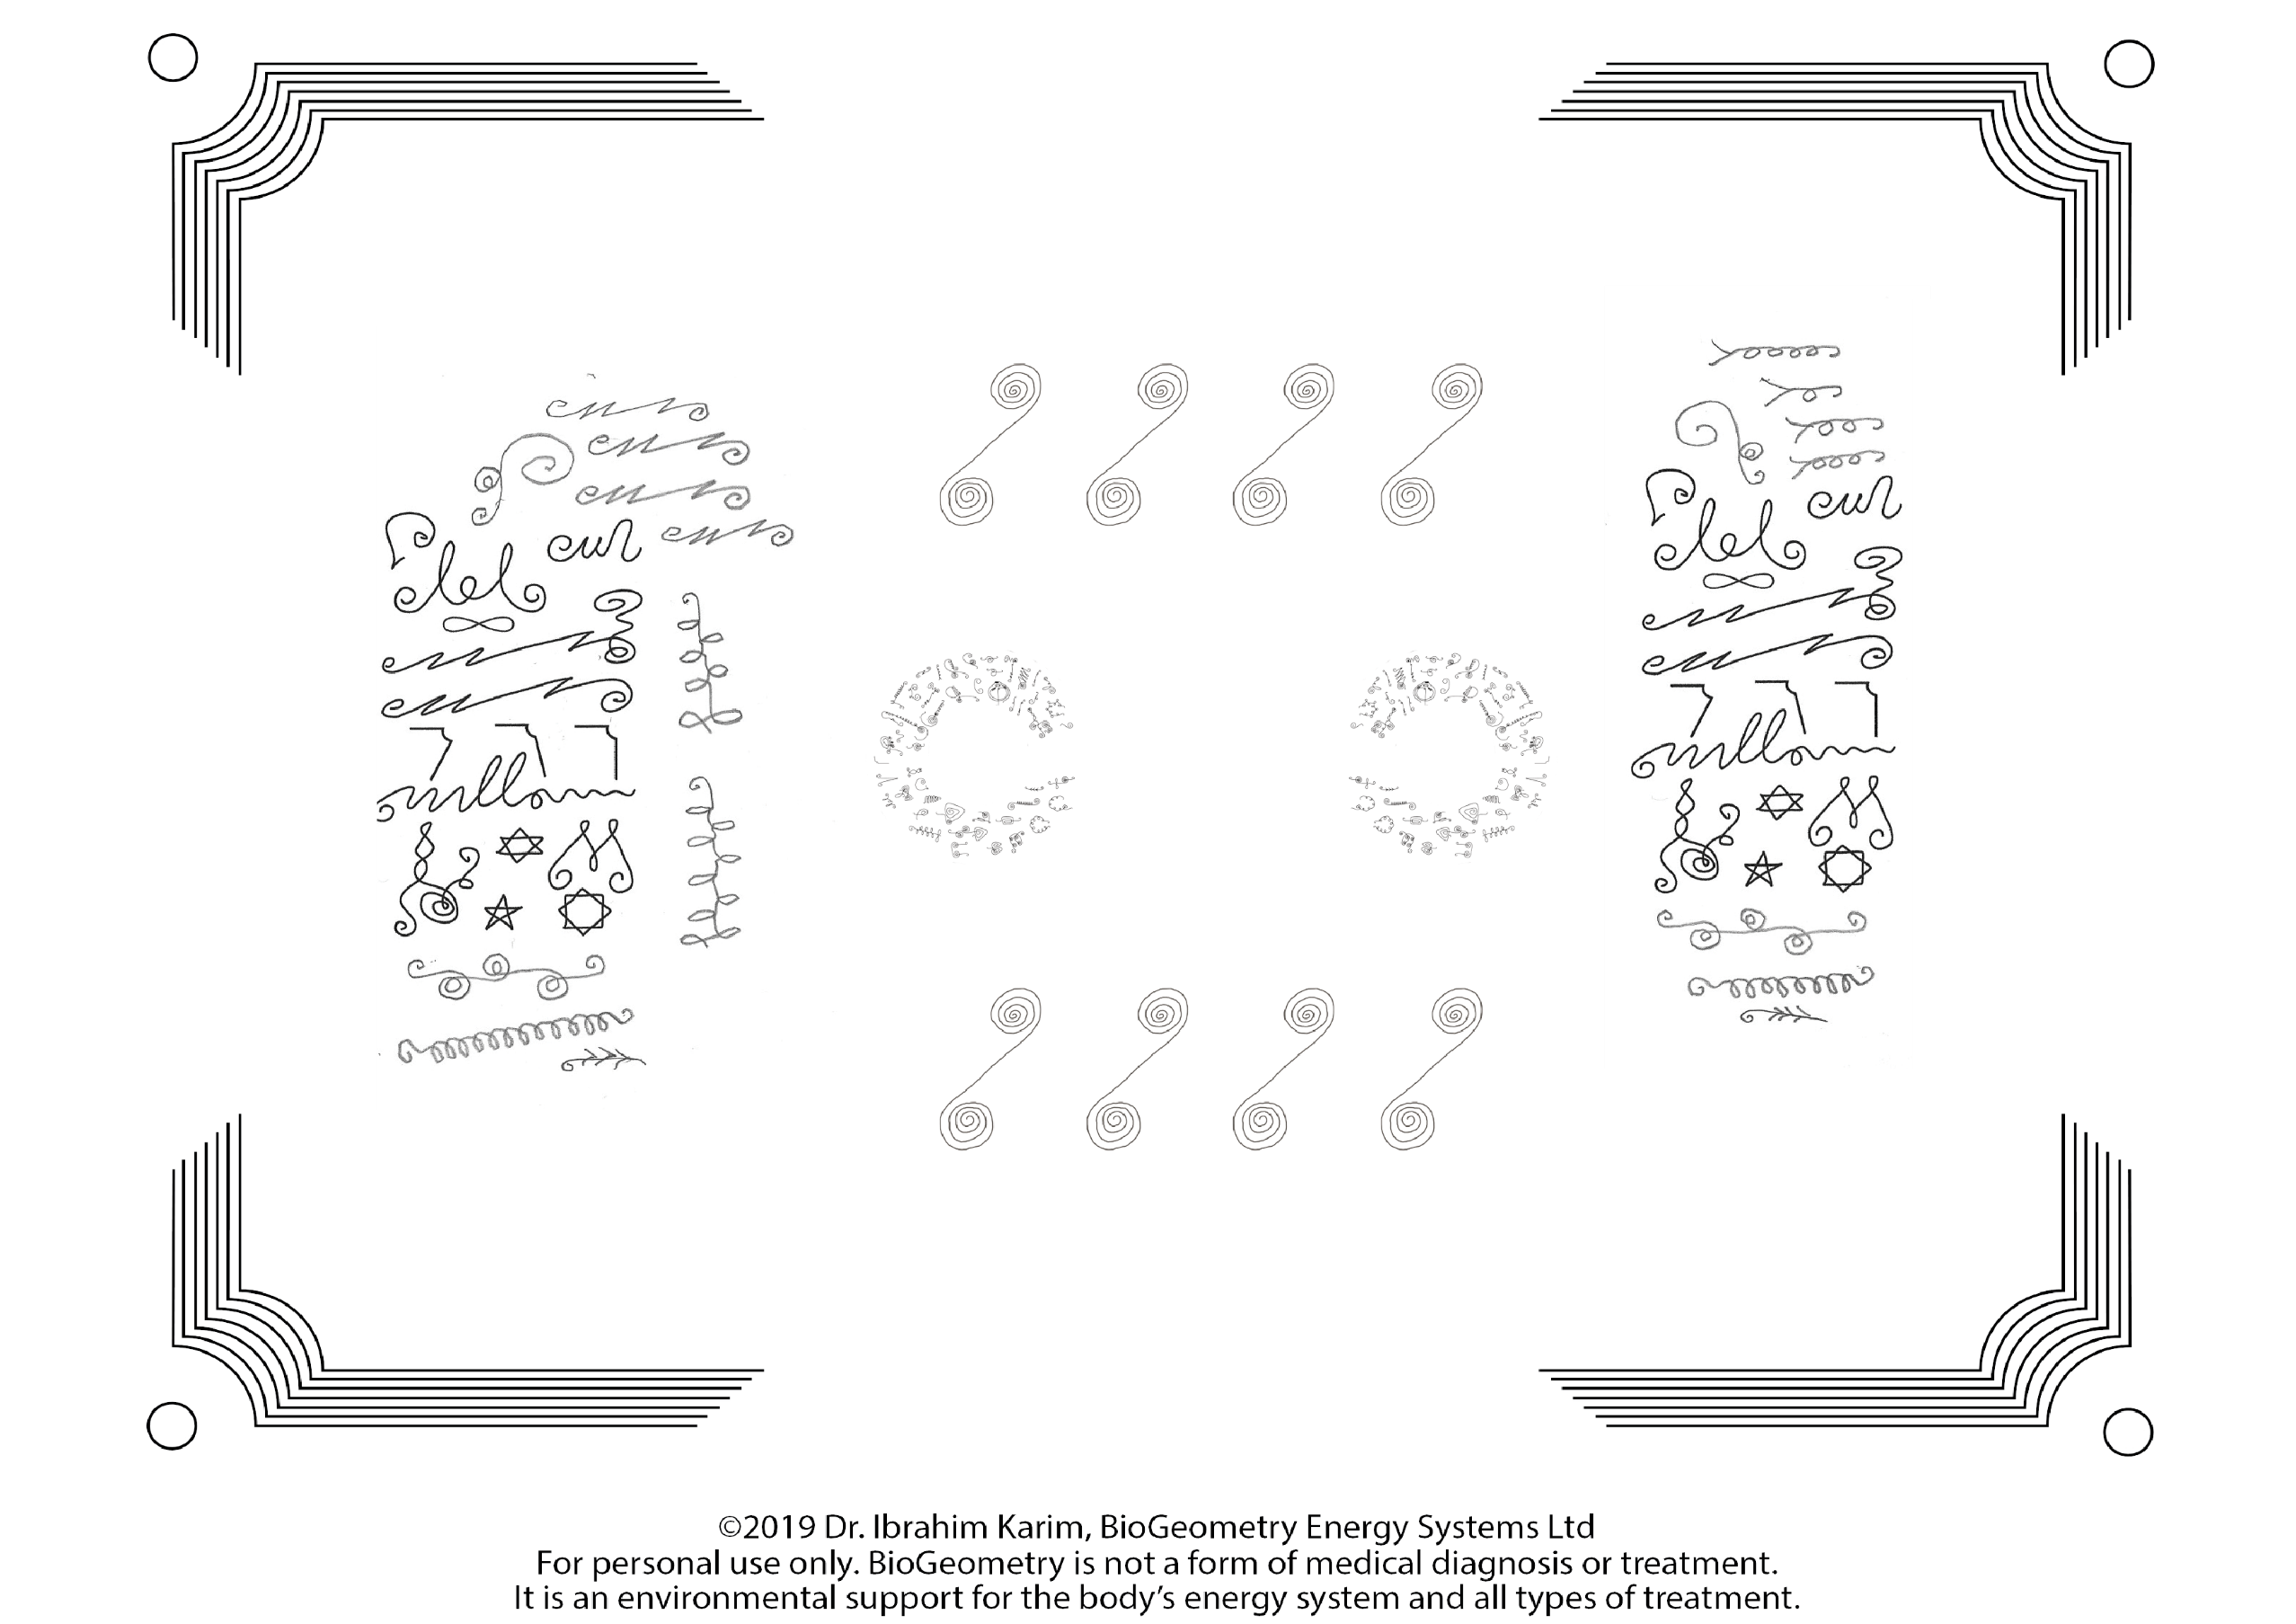 ©2019 Dr. Ibrahim Karim, BioGeometry Energy Systems Ltd
For personal use only. BioGeometry is not a form of medical diagnosis or treatment.
It is an environmental support for the body's energy system and all types of treatment.